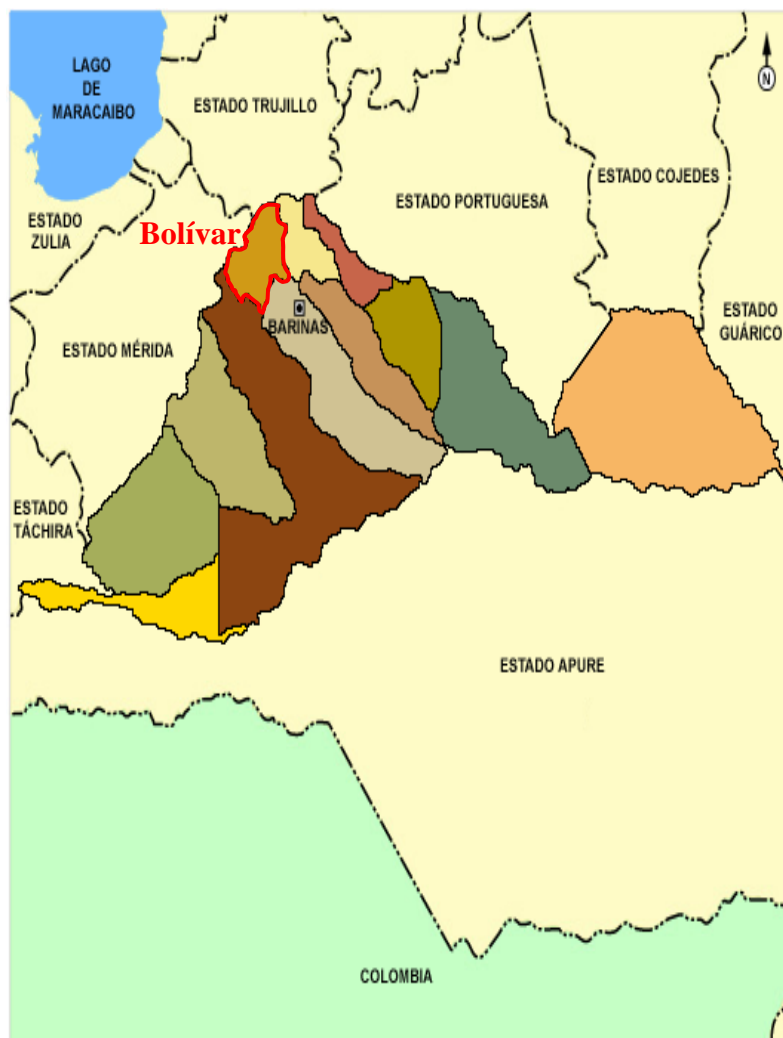 LAGO
DE
MARACAIBO
N
ESTADO TRUJILLO
ESTADO COJEDES
ESTADO PORTUGUESA
ESTADO
ZULIA
Bolívar
ESTADO
GUÁRICO
BARINAS
ESTADO MÉRIDA
ESTADO
TÁCHIRA
ESTADO APURE
COLOMBIA